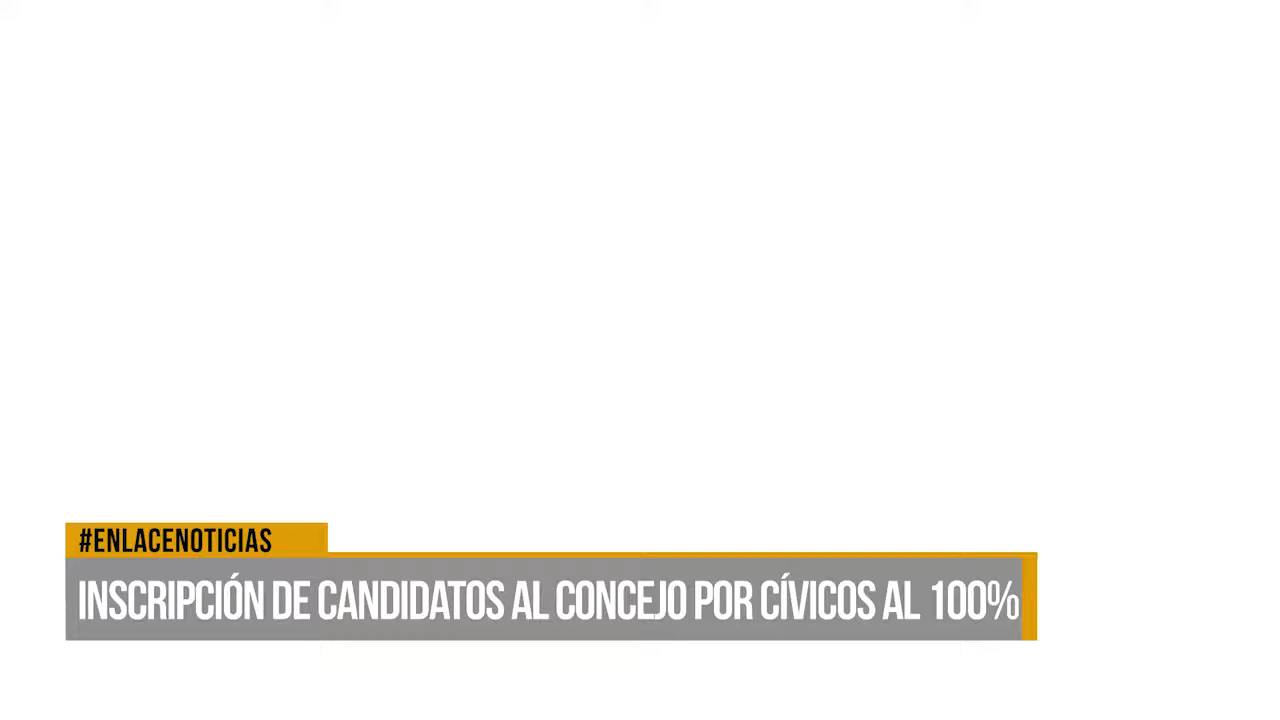 #ENLACENOTICIAS
INSCRIPCIÓN DE CANDIDATOS AL CONCEJO POR CÍVICOS AL 100%